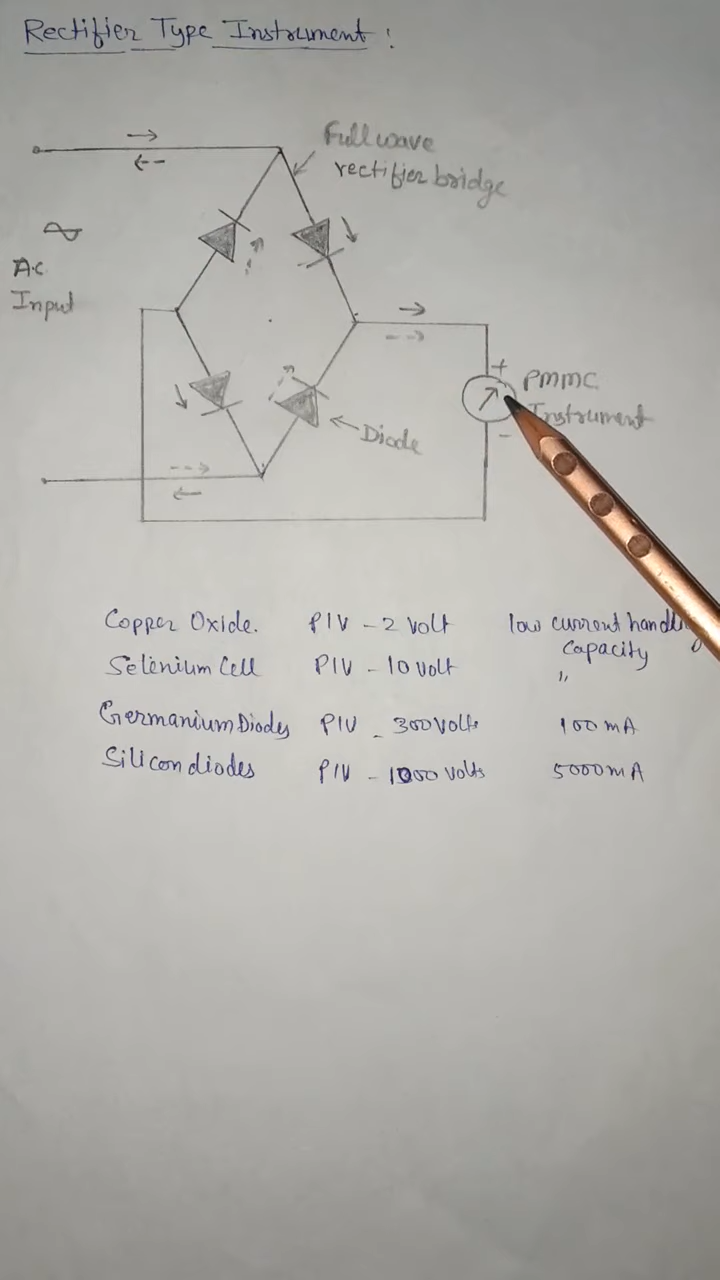 Rectifier Type Instrument :
Full wave
rectifier bridge
A.C
Input
+
PMMC
Instrument
-
Diode
Copper Oxide. PIV - 2 Volt low current handling
Capacity
Selenium Cell PIV - 10 Volt "
Germanium Diodes PIV - 300 Volts 100 mA
Silicon diodes PIV - 1000 Volts 5000 mA